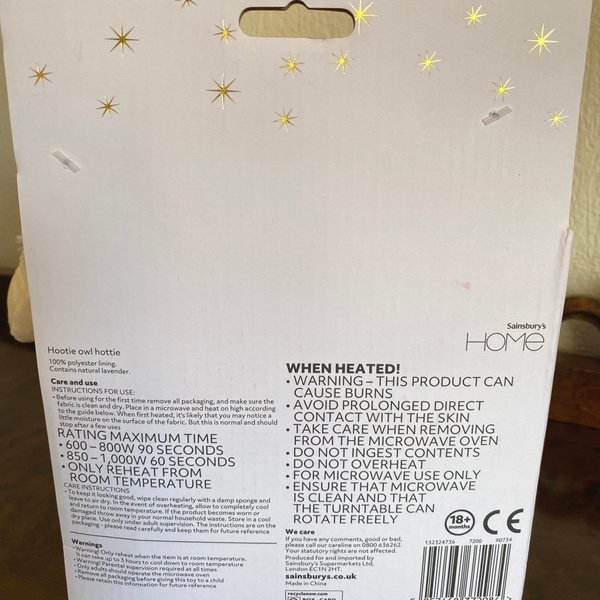 Sainsbury's
HOME
Hootie owl hottie
100% polyester lining.
Contains natural lavender.
Care and use
INSTRUCTIONS FOR USE:
• Before using for the first time remove all packaging, and make sure the
fabric is clean and dry. Place in a microwave and heat on high according
to the guide below. When first heated, it's likely that you may notice a
little moisture on the surface of the fabric. But this is normal and should
stop after a few uses.
RATING MAXIMUM TIME
• 600 – 800W 90 SECONDS
• 850 – 1,000W 60 SECONDS
• ONLY REHEAT FROM
ROOM TEMPERATURE
CARE INSTRUCTIONS
• To keep it looking good, wipe clean regularly with a damp sponge and
leave to air dry. In the event of overheating, allow to completely cool
and return to room temperature. If the product becomes worn or
damaged throw away in your normal household waste. Store in a cool
dry place. Use only under adult supervision. The instructions are on the
packaging - please read carefully and keep them for future reference
Warnings
• Warning! Only reheat when the item is at room temperature.
It can take up to 3 hours to cool down to room temperature
• Warning! Parental supervision required at all times
• Only adults should operate the microwave oven
• Remove all packaging before giving this toy to a child
• Please retain this information for future reference
WHEN HEATED!
• WARNING – THIS PRODUCT CAN
CAUSE BURNS
• AVOID PROLONGED DIRECT
CONTACT WITH THE SKIN
• TAKE CARE WHEN REMOVING
FROM THE MICROWAVE OVEN
• DO NOT INGEST CONTENTS
• DO NOT OVERHEAT
• FOR MICROWAVE USE ONLY
• ENSURE THAT MICROWAVE
IS CLEAN AND THAT
THE TURNTABLE CAN
ROTATE FREELY
18+
months
CE
We care
If you have any comments, good or bad,
please call our careline on 0800 636262.
Your statutory rights are not affected.
Produced for and imported by
Sainsbury's Supermarkets Ltd,
London EC1N 2HT.
sainsburys.co.uk
Made in China
132324736 7200 90734
recyclenow.com
BOX - CARD